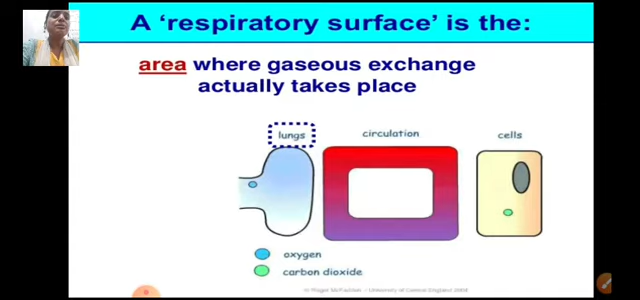 A ‘respiratory surface’ is the:
area where gaseous exchange
actually takes place
lungs circulation cells
oxygen
carbon dioxide
© Roger McFadden / University of Central England 2004